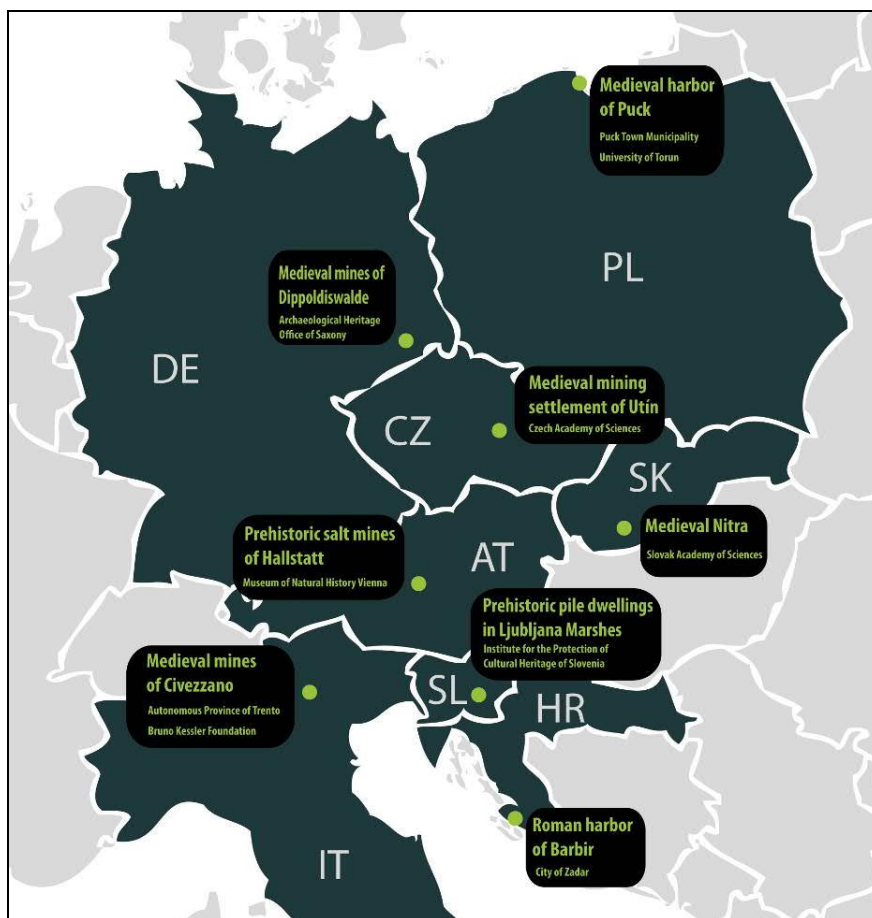 Medieval harbor
of Puck
Puck Town Municipality
University of Torun
PL
Medieval mines of
Dippoldiswalde
Archaeological Heritage
Office of Saxony
DE
Medieval mining
settlement of Utín
Czech Academy of Sciences
CZ
SK
Medieval Nitra
Slovak Academy of Sciences
Prehistoric salt mines
of Hallstatt
Museum of Natural History Vienna
AT
Prehistoric pile dwellings
in Ljubljana Marshes
Institute for the Protection of
Cultural Heritage of Slovenia
Medieval mines
of Civezzano
Autonomous Province of Trento
Bruno Kessler Foundation
SL
HR
Roman harbor
of Barbir
City of Zadar
IT